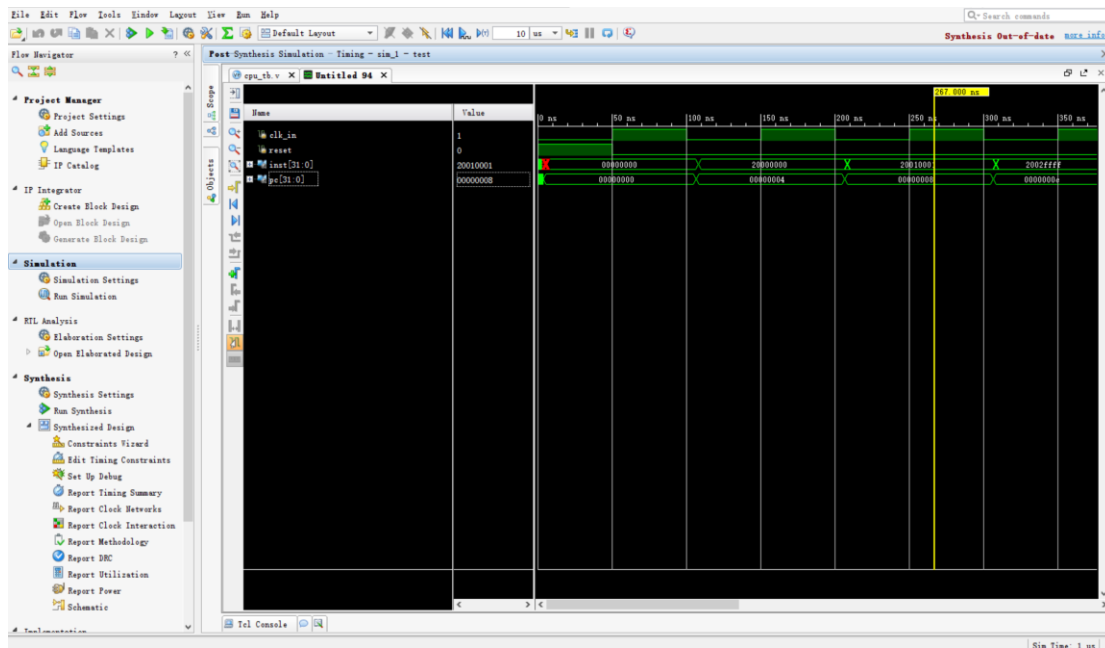 File Edit Flow Tools Window Layout View Run Help
Q- Search commands
Default Layout
10 us
Synthesis Out-of-date more info
Flow Navigator ? «
Post-Synthesis Simulation - Timing - sim_1 - test
cpu_tb.v × Untitled 94 ×
Project Manager
Project Settings
Add Sources
Language Templates
IP Catalog
IP Integrator
Create Block Design
Open Block Design
Generate Block Design
Simulation
Simulation Settings
Run Simulation
RTL Analysis
Elaboration Settings
Open Elaborated Design
Synthesis
Synthesis Settings
Run Synthesis
Synthesized Design
Constraints Wizard
Edit Timing Constraints
Set Up Debug
Report Timing Summary
Report Clock Networks
Report Clock Interaction
Report Methodology
Report DRC
Report Utilization
Report Power
Schematic
Implementation
Scope
Objects
Name Value
clk_in 1
reset 0
inst[31:0] 20010001
pc[31:0] 00000008
267.000 ns
0 ns 50 ns 100 ns 150 ns 200 ns 250 ns 300 ns 350 ns
00000000 20000000 20010001 2002ffff
00000000 00000004 00000008 0000000c
Tcl Console
Sim Time: 1 us